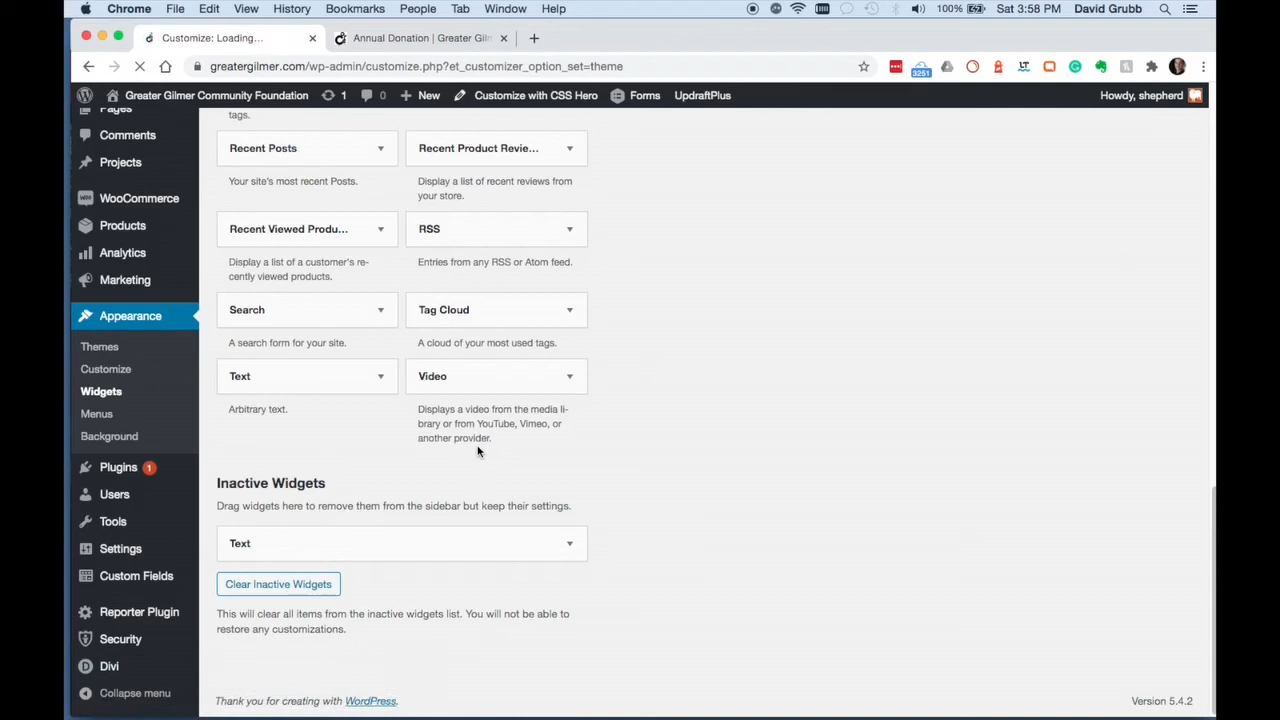 Chrome File Edit View History Bookmarks People Tab Window Help 100% Sat 3:58 PM David Grubb
Customize: Loading… Annual Donation | Greater Gilm
greatergilmer.com/wp-admin/customize.php?et_customizer_option_set=theme 3251
Greater Gilmer Community Foundation 1 0 New Customize with CSS Hero Forms UpdraftPlus Howdy, shepherd
Pages
Comments
Projects
WooCommerce
Products
Analytics
Marketing
Appearance
Themes
Customize
Widgets
Menus
Background
Plugins 1
Users
Tools
Settings
Custom Fields
Reporter Plugin
Security
Divi
Collapse menu
tags.
Recent Posts
Your site's most recent Posts.
Recent Product Revie…
Display a list of recent reviews from
your store.
Recent Viewed Produ…
Display a list of a customer's re-
cently viewed products.
RSS
Entries from any RSS or Atom feed.
Search
A search form for your site.
Tag Cloud
A cloud of your most used tags.
Text
Arbitrary text.
Video
Displays a video from the media li-
brary or from YouTube, Vimeo, or
another provider.
Inactive Widgets
Drag widgets here to remove them from the sidebar but keep their settings.
Text
Clear Inactive Widgets
This will clear all items from the inactive widgets list. You will not be able to
restore any customizations.
Thank you for creating with WordPress.
Version 5.4.2